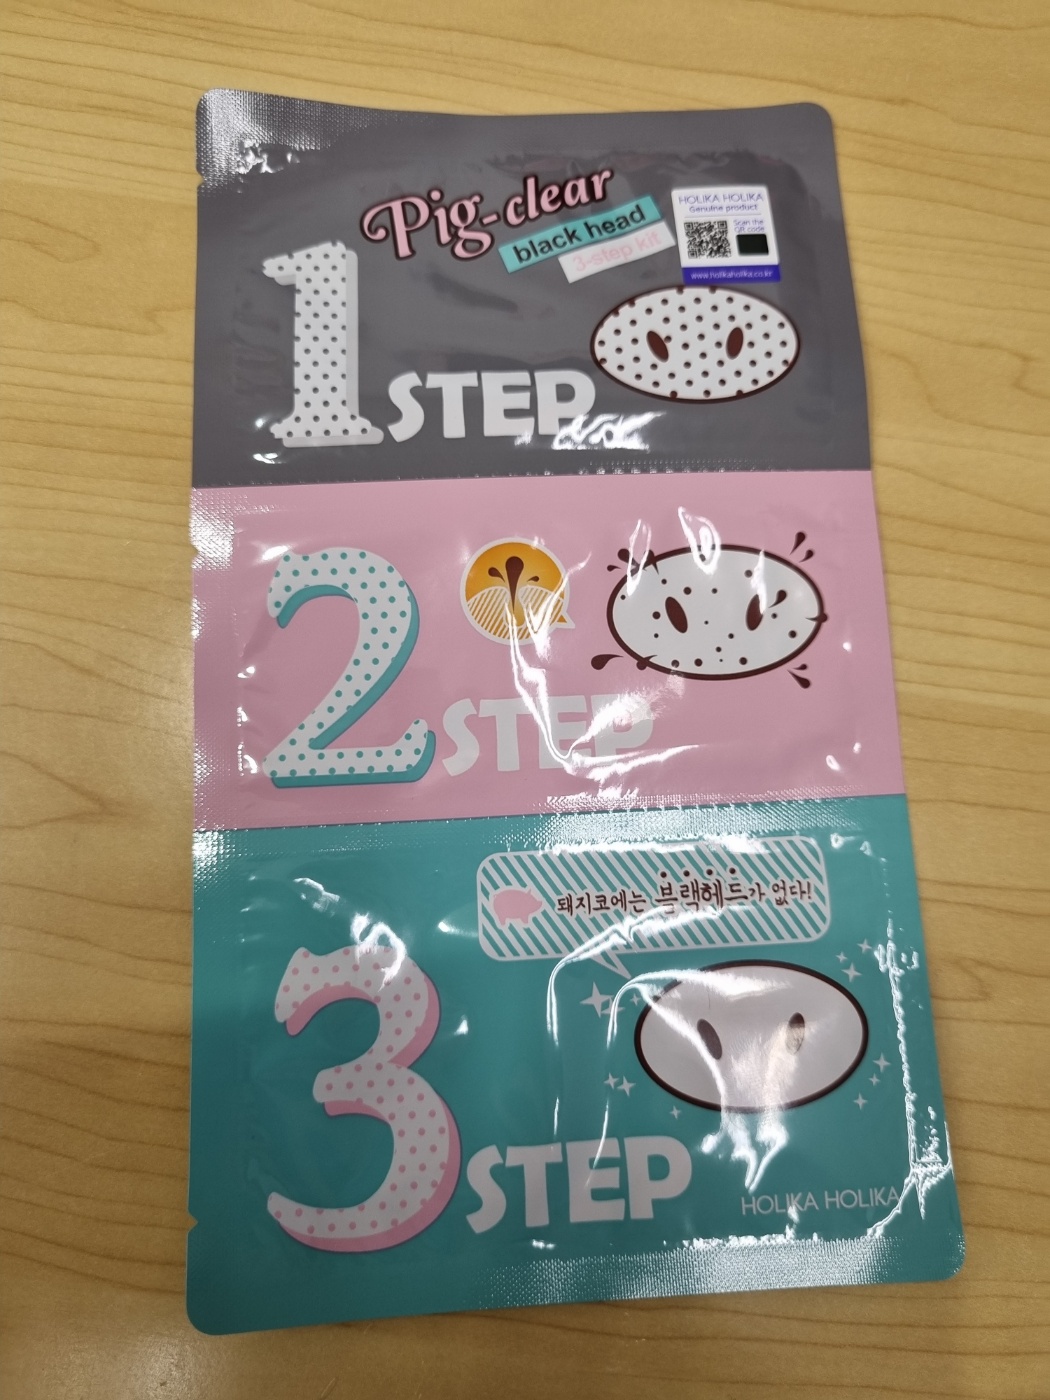 Pig-clear
black head
3-step kit
HOLIKA HOLIKA
Genuine product
Scan the
QR code
www.holikaholika.co.kr
1 STEP
2 STEP
돼지코에는 블랙헤드가 없다!
3 STEP
HOLIKA HOLIKA